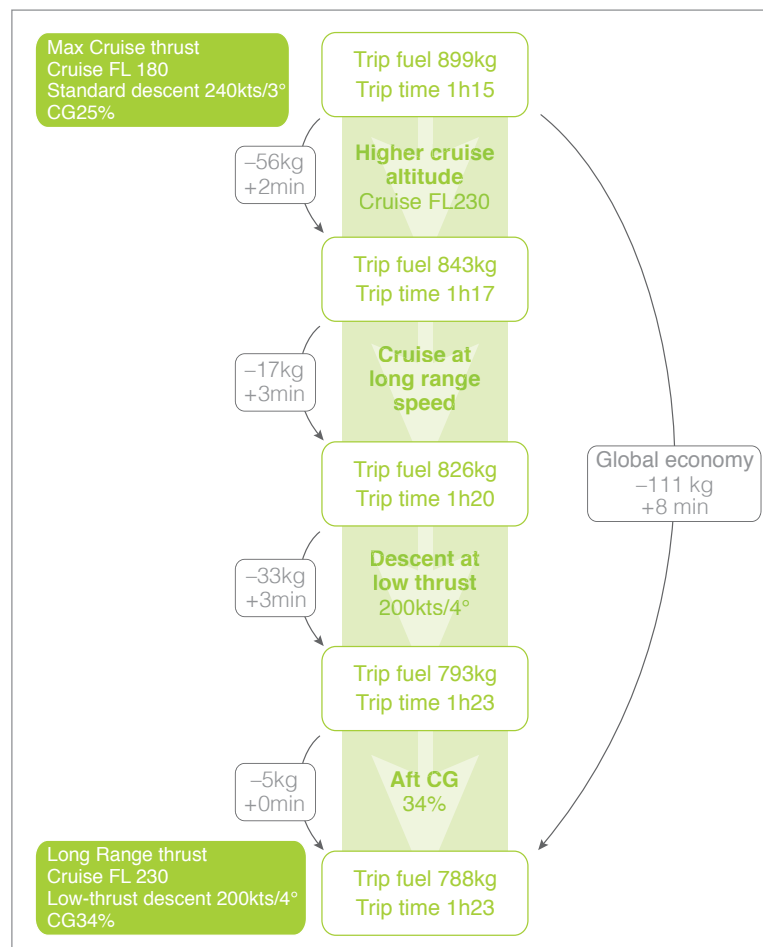 Max Cruise thrust
Cruise FL 180
Standard descent 240kts/3°
CG25%
Trip fuel 899kg
Trip time 1h15
–56kg
+2min
Higher cruise
altitude
Cruise FL230
Trip fuel 843kg
Trip time 1h17
–17kg
+3min
Cruise at
long range
speed
Trip fuel 826kg
Trip time 1h20
Global economy
–111 kg
+8 min
–33kg
+3min
Descent at
low thrust
200kts/4°
Trip fuel 793kg
Trip time 1h23
–5kg
+0min
Aft CG
34%
Long Range thrust
Cruise FL 230
Low-thrust descent 200kts/4°
CG34%
Trip fuel 788kg
Trip time 1h23